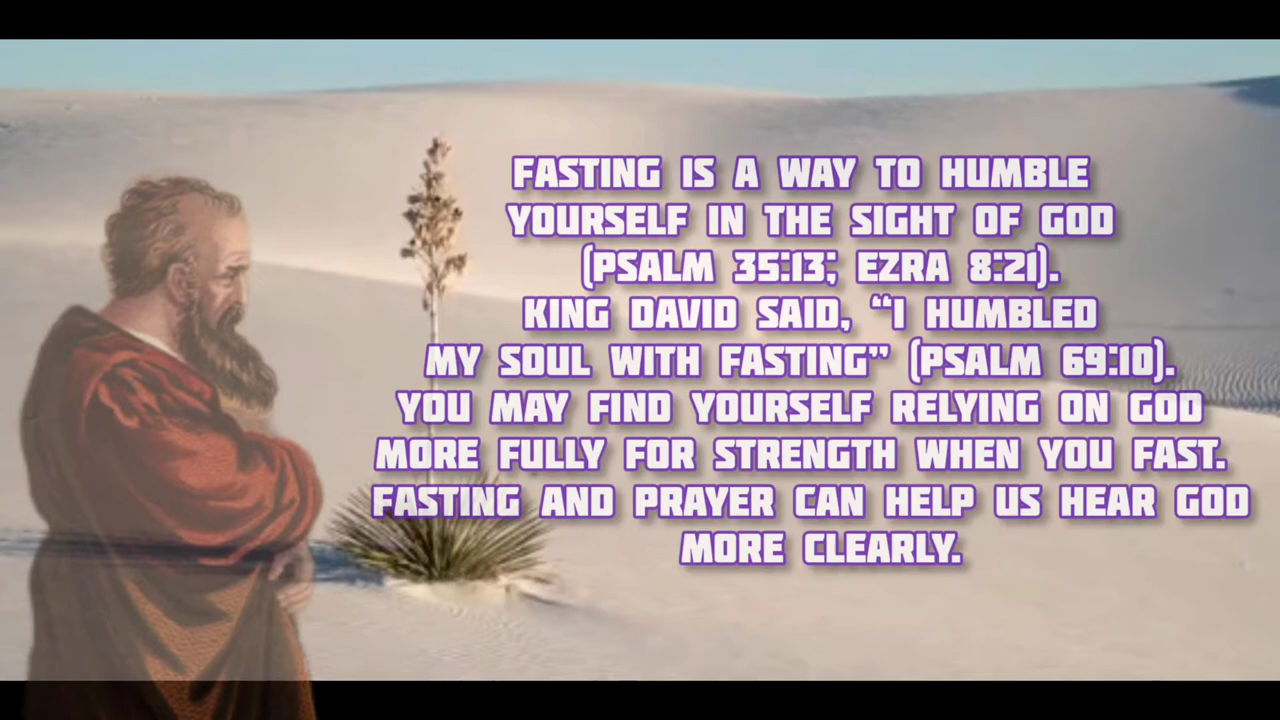 FASTING IS A WAY TO HUMBLE
YOURSELF IN THE SIGHT OF GOD
(PSALM 35:13; EZRA 8:21).
KING DAVID SAID, “I HUMBLED
MY SOUL WITH FASTING” (PSALM 69:10).
YOU MAY FIND YOURSELF RELYING ON GOD
MORE FULLY FOR STRENGTH WHEN YOU FAST.
FASTING AND PRAYER CAN HELP US HEAR GOD
MORE CLEARLY.